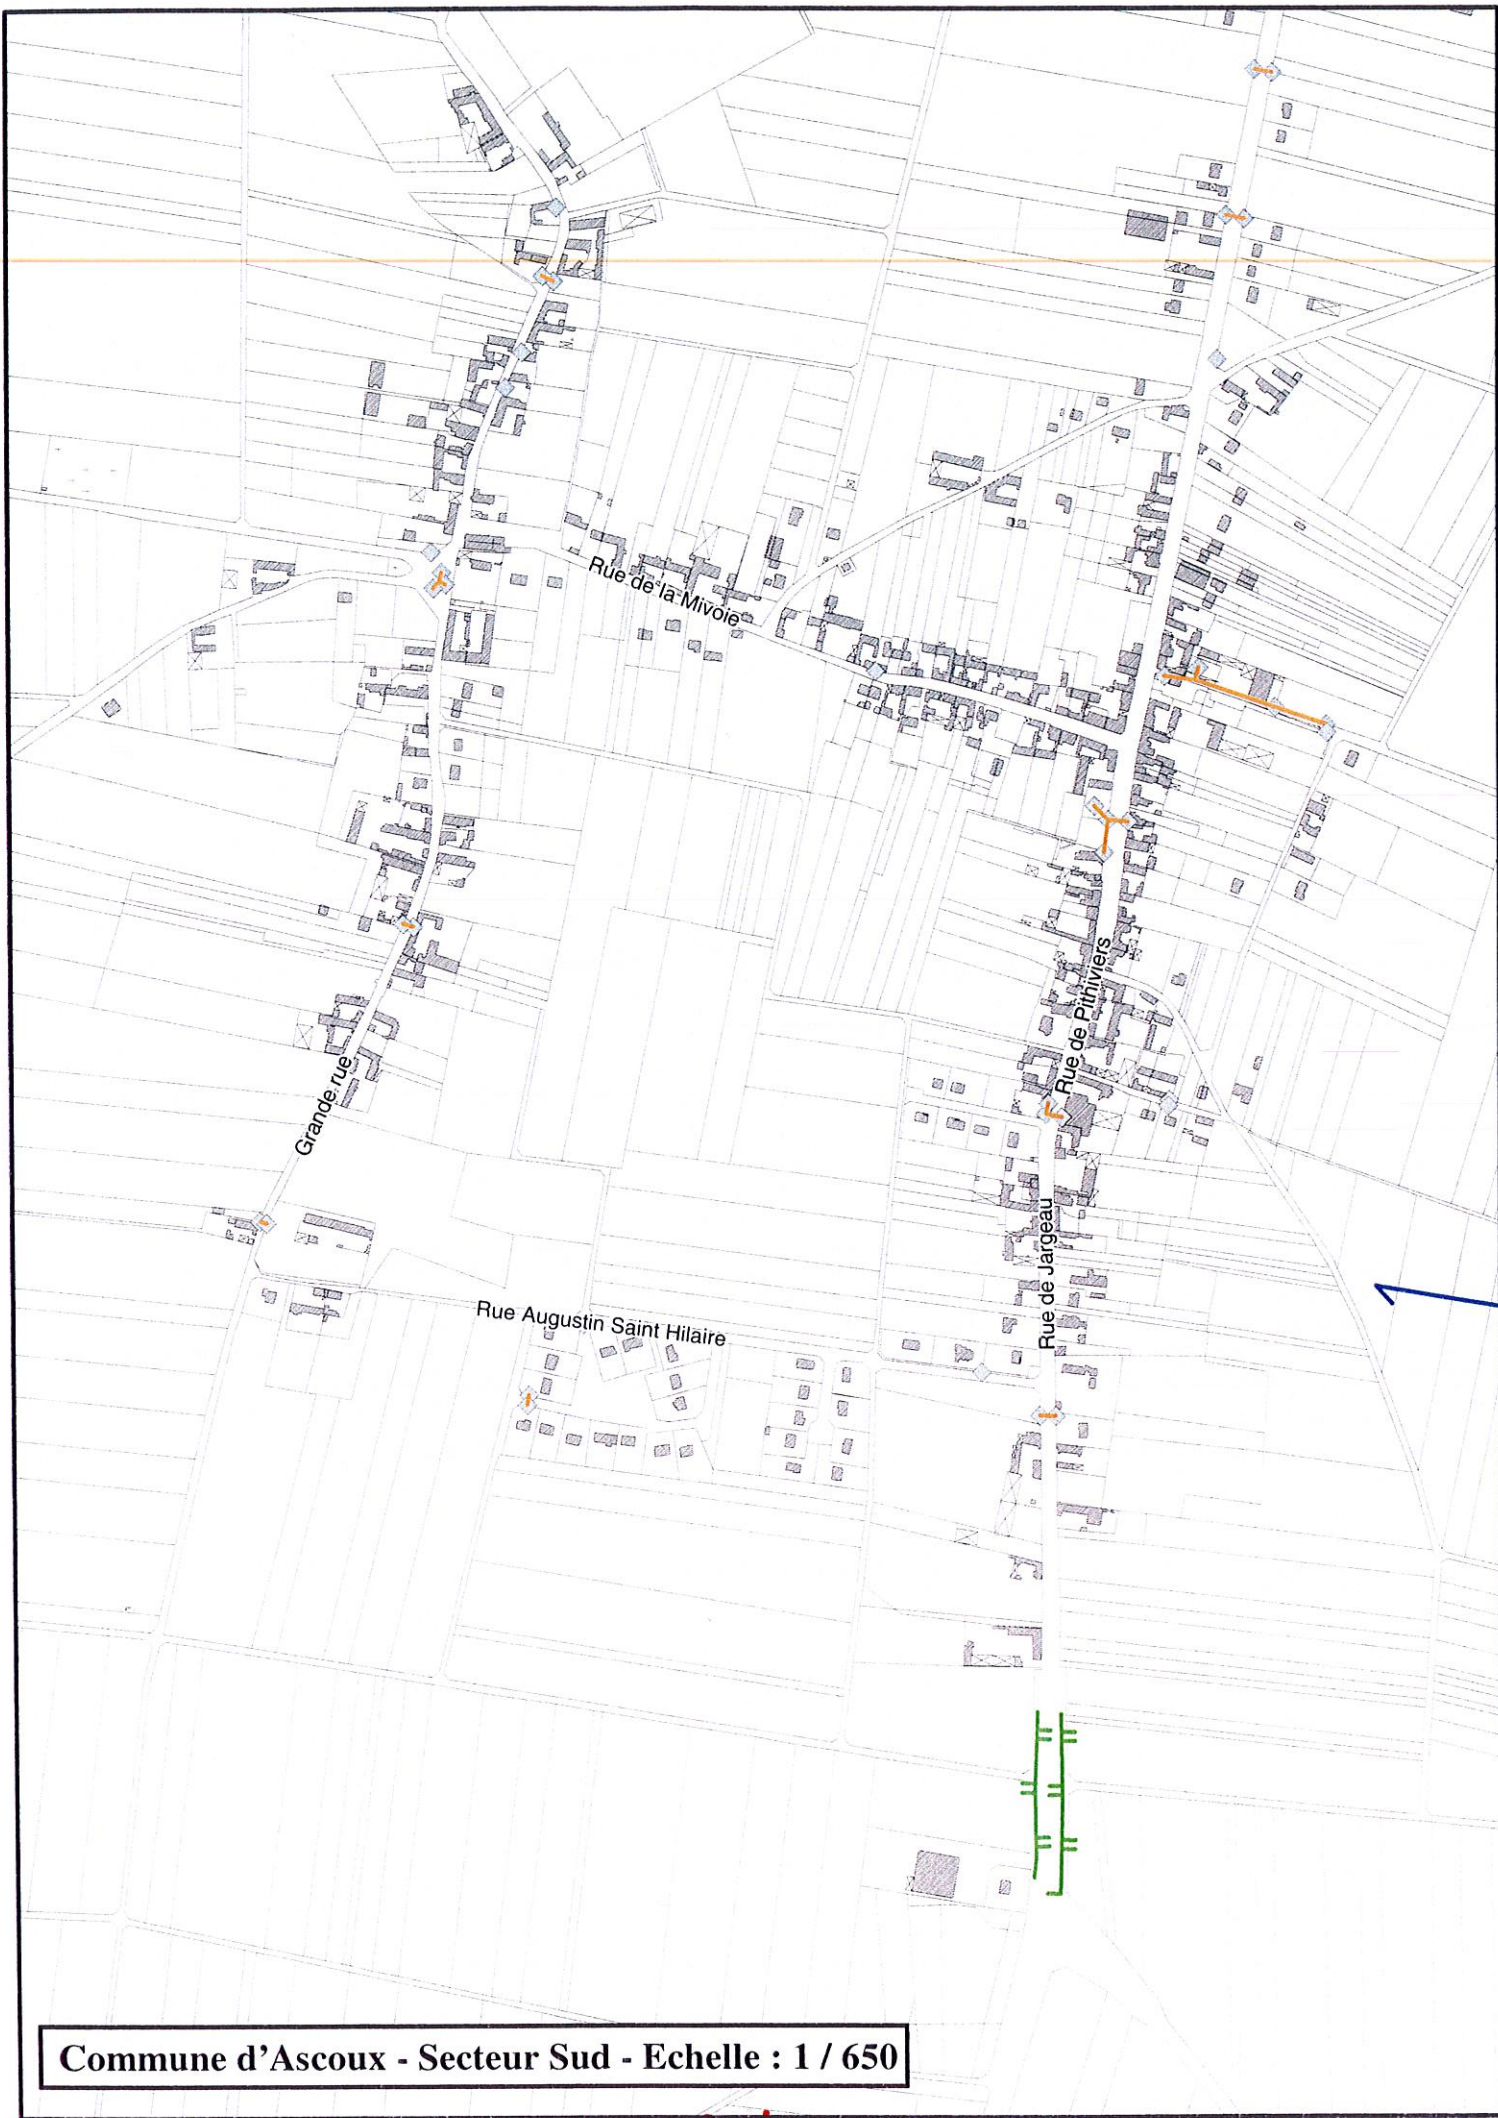 Rue de la Mivoie
Rue de Pithiviers
Grande rue
Rue de Jargeau
Rue Augustin Saint Hilaire
Commune d'Ascoux - Secteur Sud - Echelle : 1 / 650